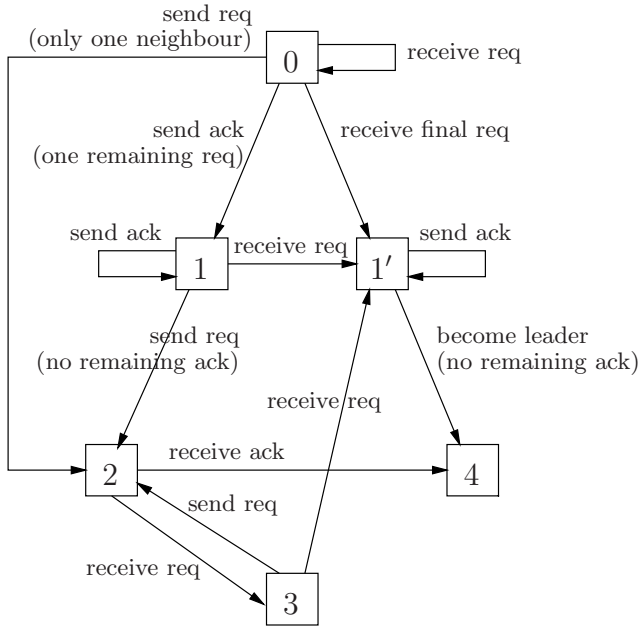 send req
(only one neighbour)
0
receive req
send ack
(one remaining req)
receive final req
send ack
1
receive req
1′
send ack
send req
(no remaining ack)
become leader
(no remaining ack)
receive req
2
receive ack
4
send req
receive req
3